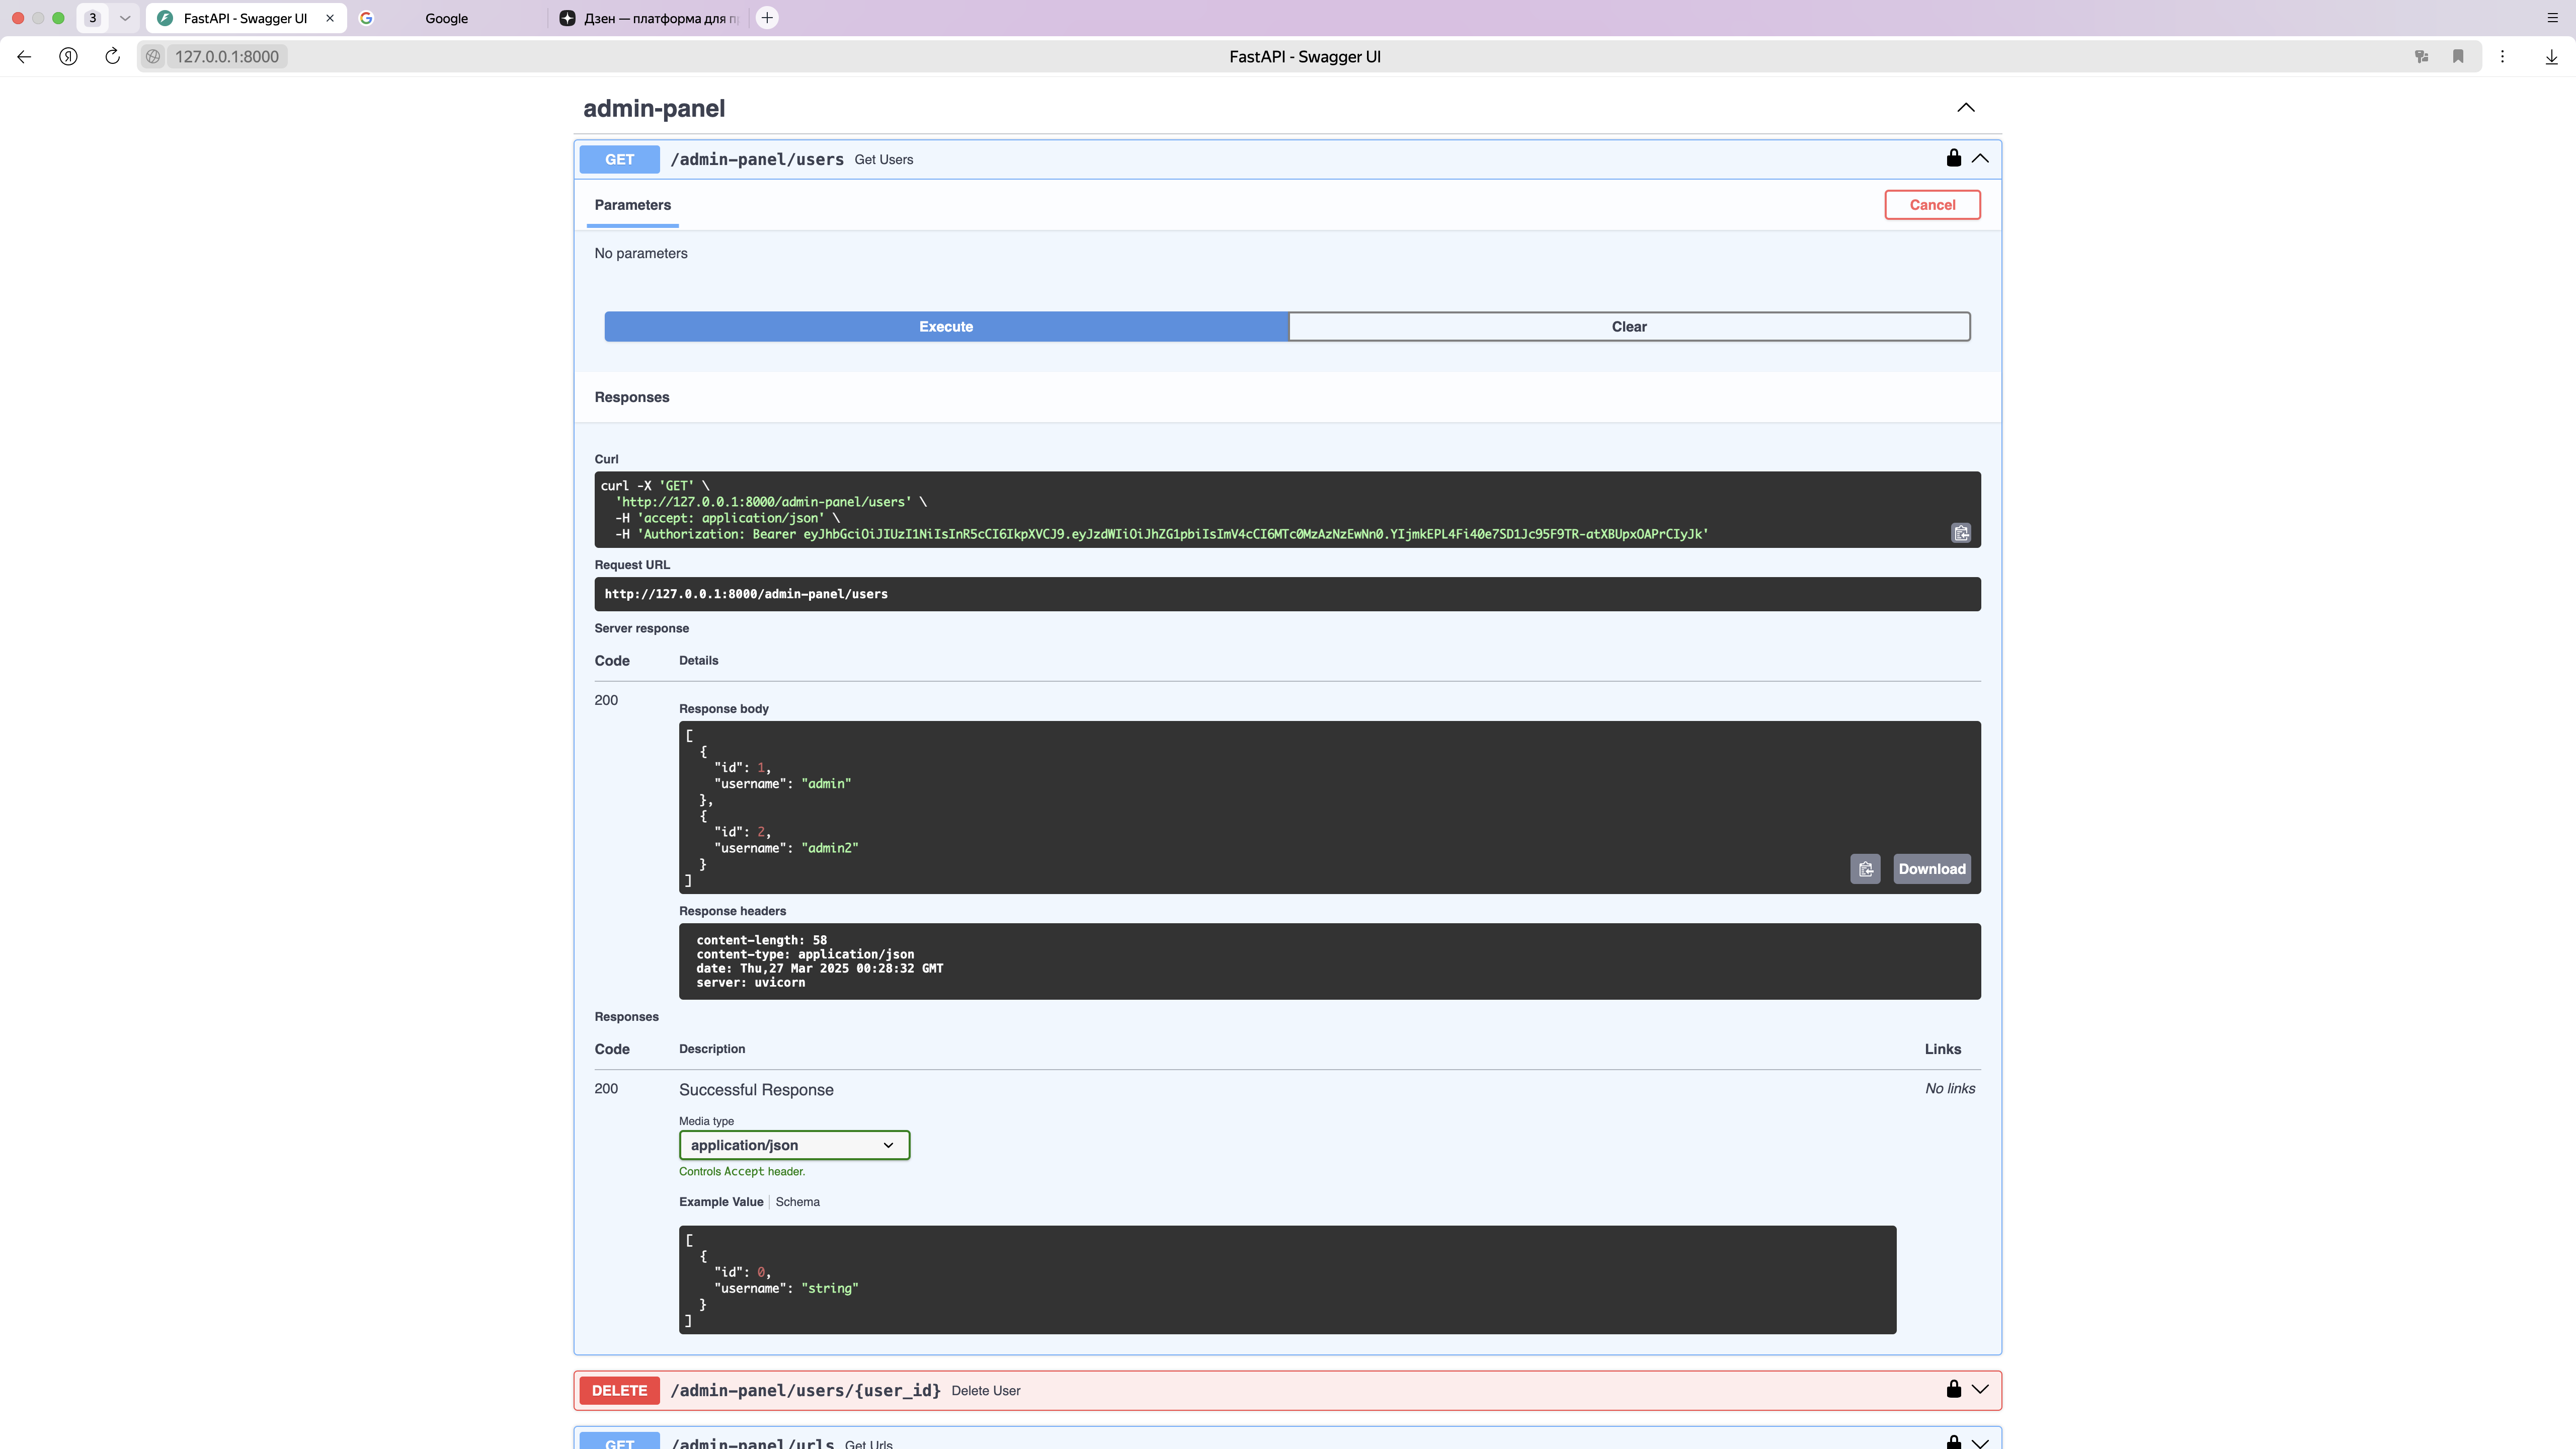 3
FastAPI - Swagger UI
Google
Дзен — платформа для п
127.0.0.1:8000
FastAPI - Swagger UI
admin-panel
GET /admin-panel/users Get Users
Parameters
Cancel
No parameters
Execute
Clear
Responses
Curl
curl -X 'GET' \
'http://127.0.0.1:8000/admin-panel/users' \
-H 'accept: application/json' \
-H 'Authorization: Bearer eyJhbGciOiJIUzI1NiIsInR5cCI6IkpXVCJ9.eyJzdWIiOiJhZG1pbiIsImV4cCI6MTc0MzAzNzEwNn0.YIjmkEPL4Fi40e7SD1Jc95F9TR-atXBUpxOAPrCIyJk'
Request URL
http://127.0.0.1:8000/admin-panel/users
Server response
Code Details
200
Response body
[
{
"id": 1,
"username": "admin"
},
{
"id": 2,
"username": "admin2"
}
]
Download
Response headers
content-length: 58
content-type: application/json
date: Thu,27 Mar 2025 00:28:32 GMT
server: uvicorn
Responses
Code Description Links
200 Successful Response No links
Media type
application/json
Controls Accept header.
Example Value Schema
[
{
"id": 0,
"username": "string"
}
]
DELETE /admin-panel/users/{user_id} Delete User
GET /admin-panel/urls Get Urls